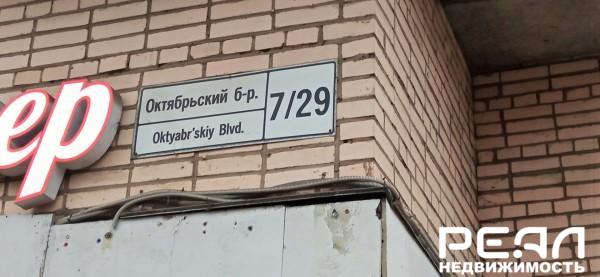 ер
Октябрьский б-р.
Oktyabr'skiy Blvd.
7/29
РЕАЛ
НЕДВИЖИМОСТЬ